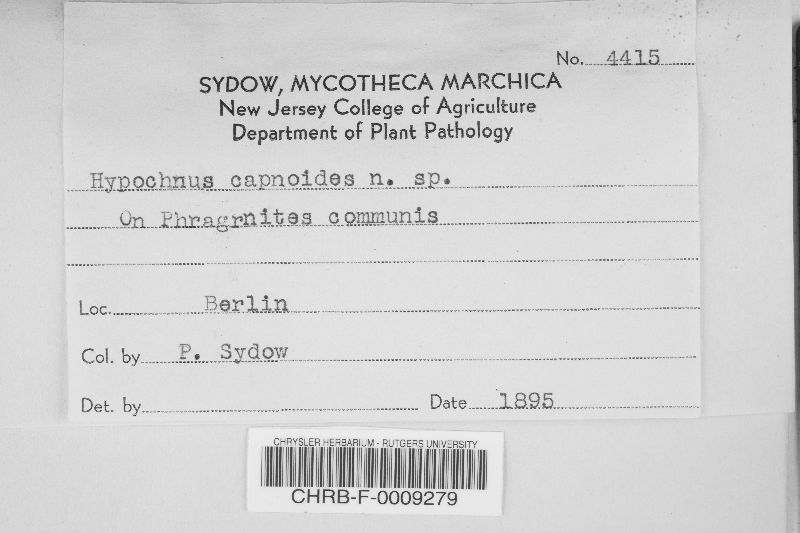 No. 4415
SYDOW, MYCOTHECA MARCHICA
New Jersey College of Agriculture
Department of Plant Pathology
Hypochnus capnoides n. sp.
On Phragrnites communis
Loc. Berlin
Col. by P. Sydow
Det. by Date 1895
CHRYSLER HERBARIUM - RUTGERS UNIVERSITY
CHRB-F-0009279